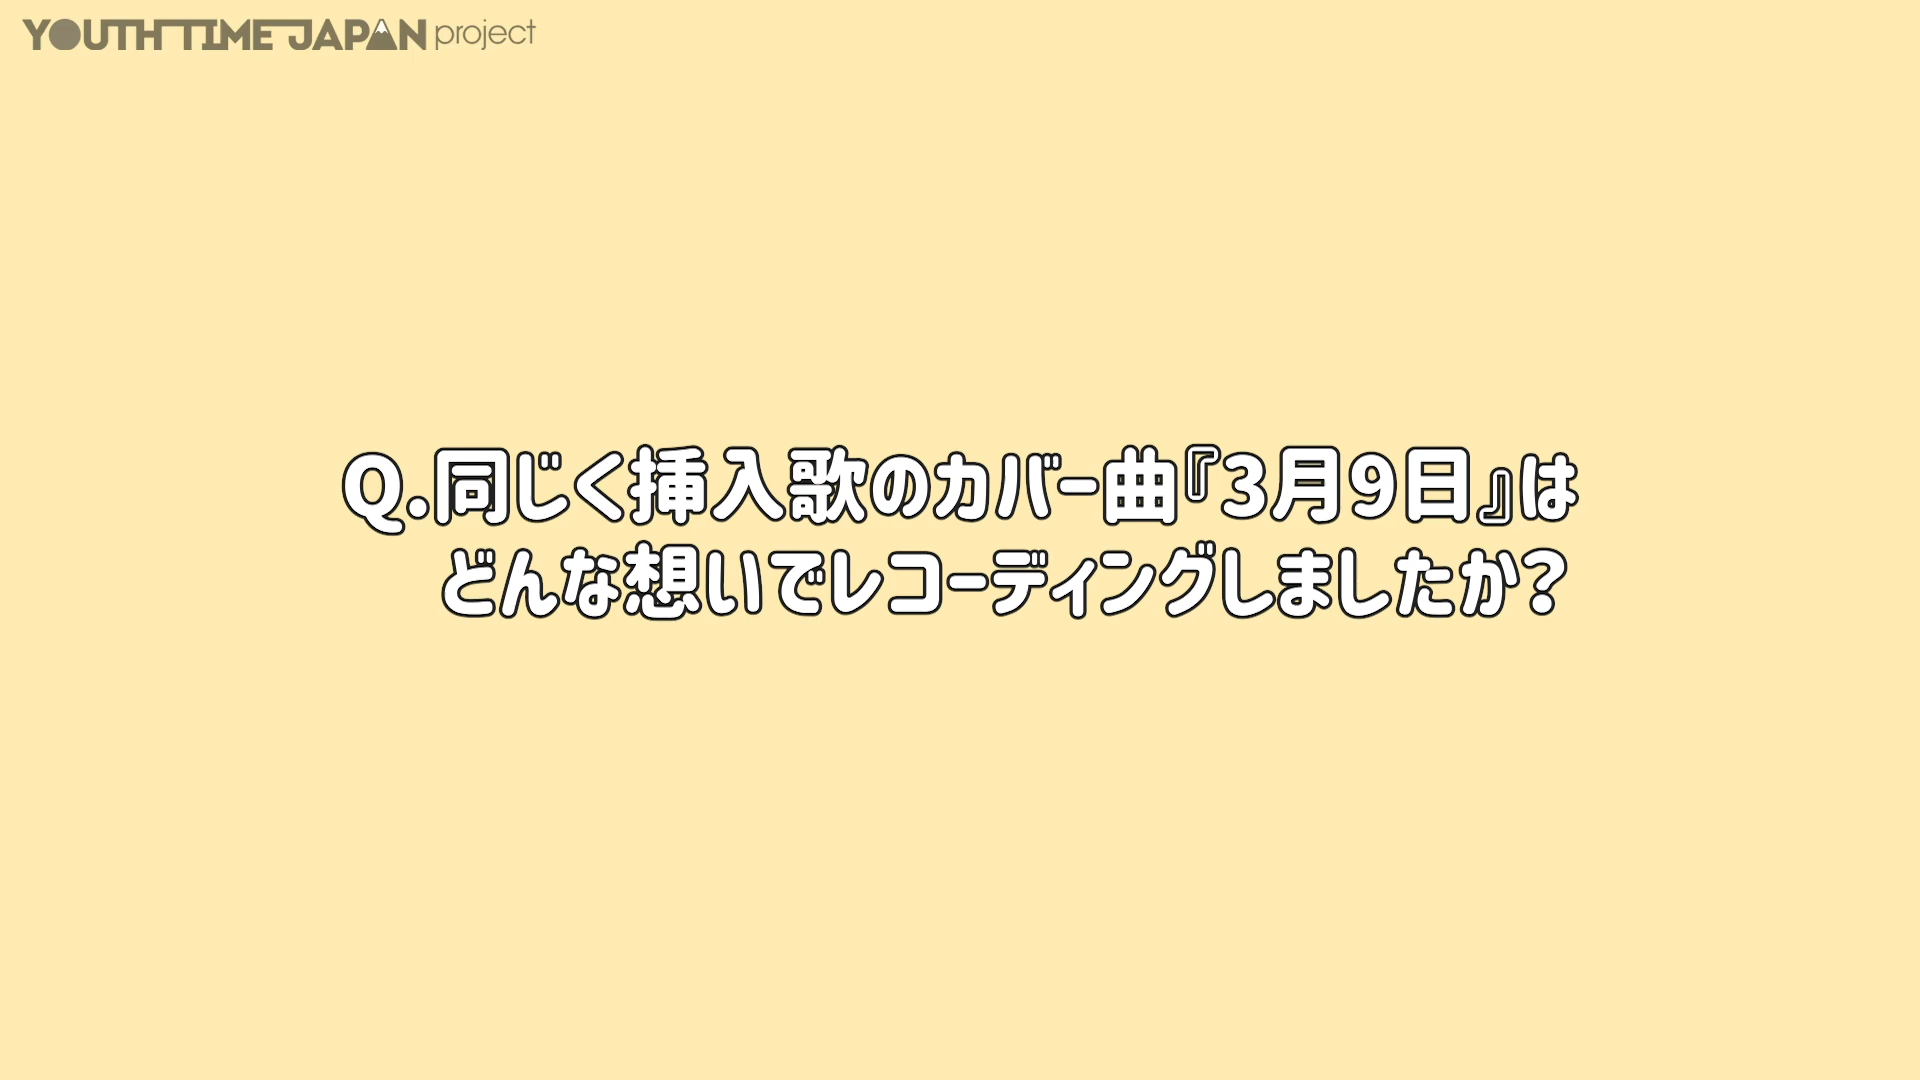 YOUTH TIME JAPAN project
Q.同じく挿入歌のカバー曲『3月9日』は
どんな想いでレコーディングしましたか?